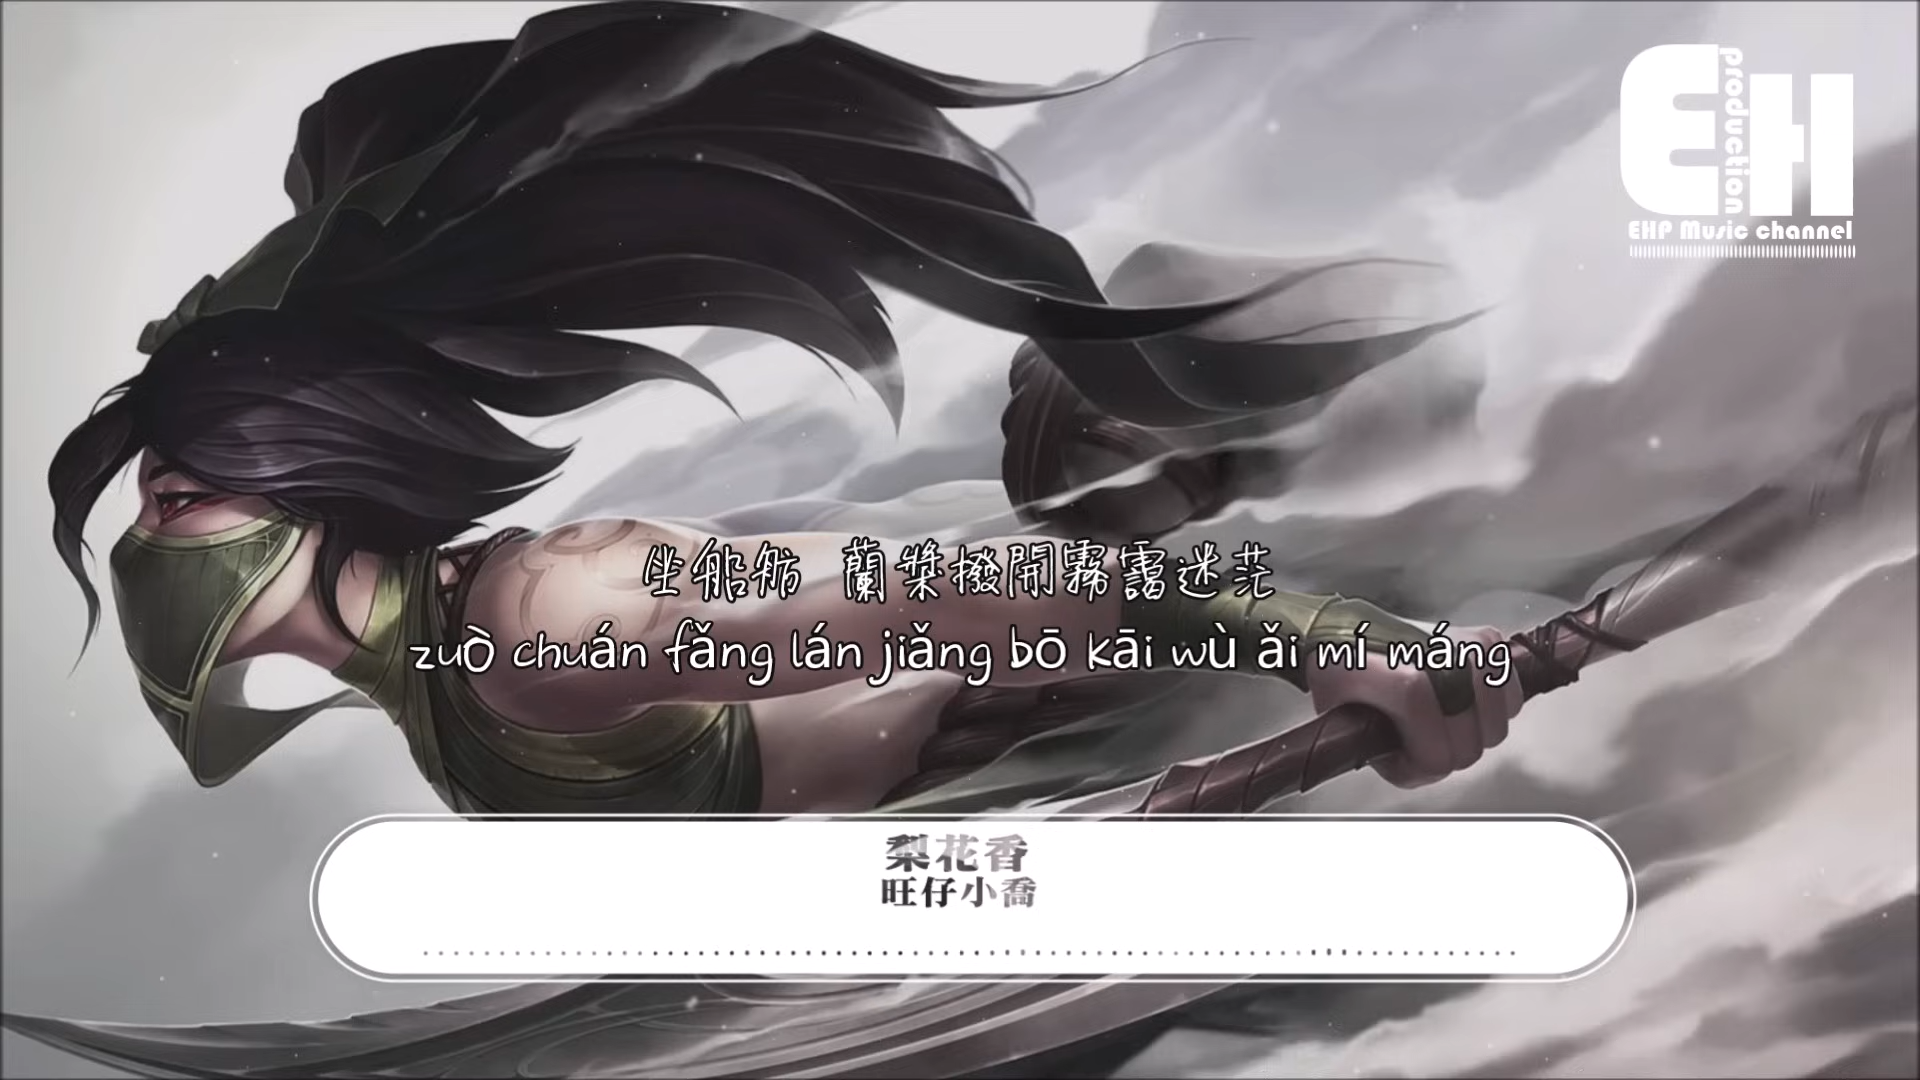 EH
production
EHP Music channel
坐船舫 蘭槳撥開霧靄迷茫
zuò chuán fǎng lán jiǎng bō kāi wù ǎi mí máng
梨花香
旺仔小喬